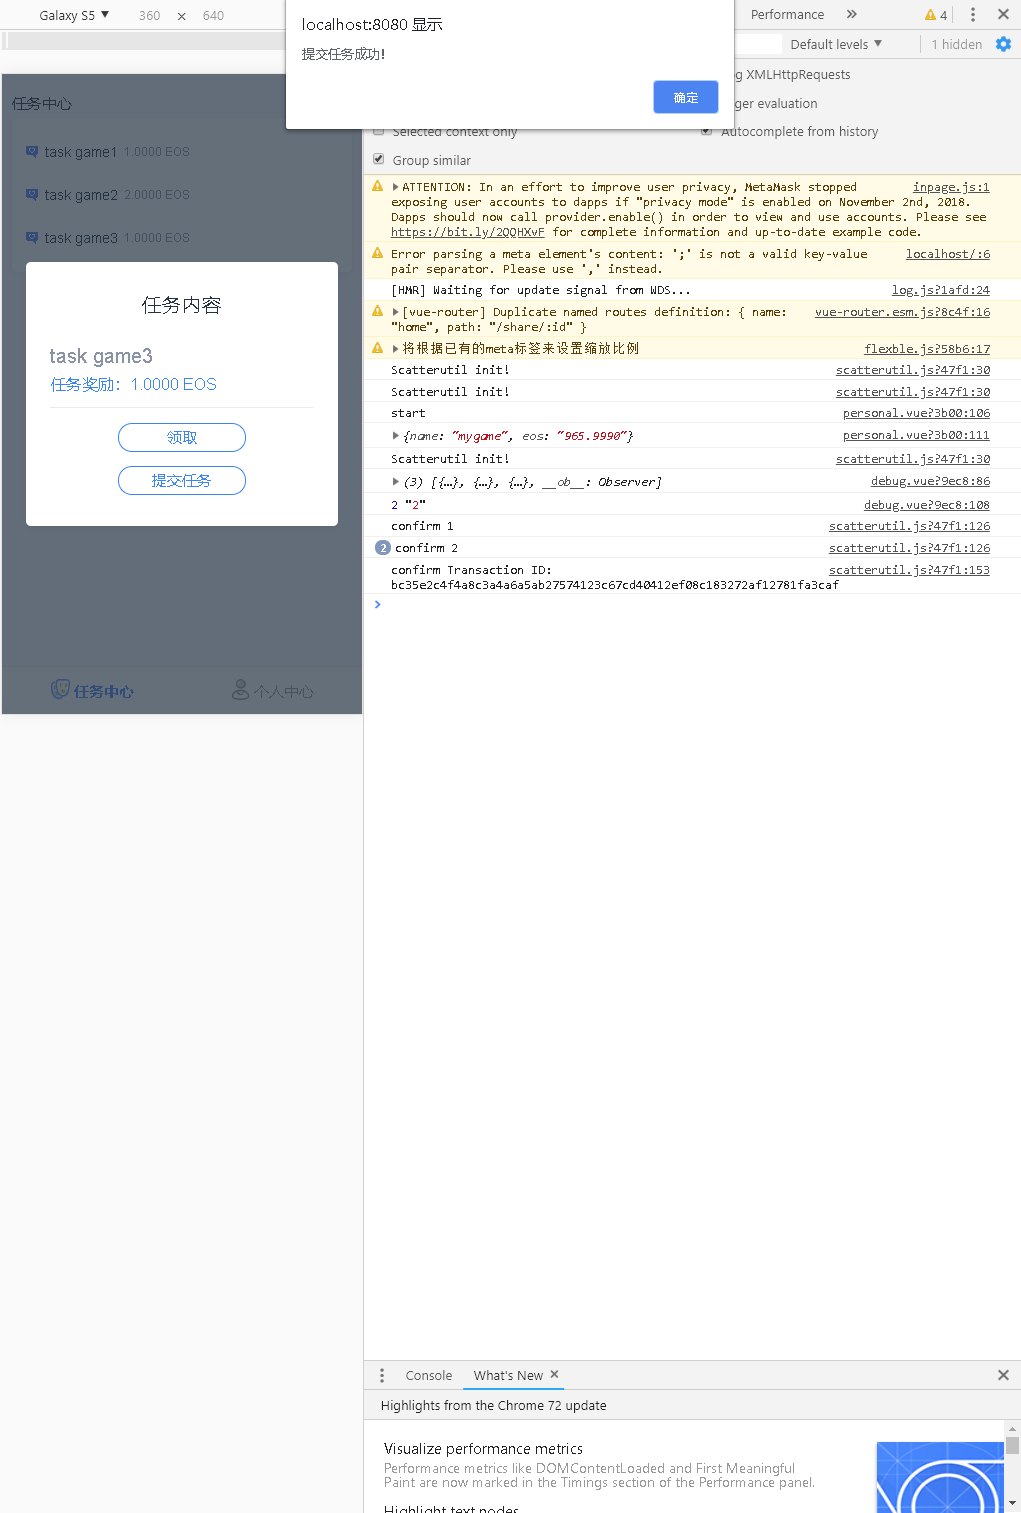 Galaxy S5 ▼ 360 × 640
localhost:8080 显示
提交任务成功!
确定
Performance » 4
Default levels ▼ 1 hidden
XMLHttpRequests
ger evaluation
Selected context only
Autocomplete from history
Group similar
任务中心
task game1 1.0000 EOS
task game2 2.0000 EOS
task game3 1.0000 EOS
任务内容
task game3
任务奖励：1.0000 EOS
领取
提交任务
任务中心
个人中心
ATTENTION: In an effort to improve user privacy, MetaMask stopped inpage.js:1
exposing user accounts to dapps if "privacy mode" is enabled on November 2nd, 2018.
Dapps should now call provider.enable() in order to view and use accounts. Please see
https://bit.ly/2QQHXvF for complete information and up-to-date example code.
Error parsing a meta element's content: ';' is not a valid key-value localhost/:6
pair separator. Please use ',' instead.
[HMR] Waiting for update signal from WDS... log.js?1afd:24
[vue-router] Duplicate named routes definition: { name: vue-router.esm.js?8c4f:16
"home", path: "/share/:id" }
将根据已有的meta标签来设置缩放比例 flexble.js?58b6:17
Scatterutil init! scatterutil.js?47f1:30
Scatterutil init! scatterutil.js?47f1:30
start personal.vue?3b00:106
{name: "mygame", eos: "965.9990"} personal.vue?3b00:111
Scatterutil init! scatterutil.js?47f1:30
(3) [{…}, {…}, {…}, __ob__: Observer] debug.vue?9ec8:86
2 "2" debug.vue?9ec8:108
confirm 1 scatterutil.js?47f1:126
2 confirm 2 scatterutil.js?47f1:126
confirm Transaction ID: scatterutil.js?47f1:153
bc35e2c4f4a8c3a4a6a5ab27574123c67cd40412ef08c183272af12781fa3caf
Console What's New ×
Highlights from the Chrome 72 update
Visualize performance metrics
Performance metrics like DOMContentLoaded and First Meaningful
Paint are now marked in the Timings section of the Performance panel.
Highlight text nodes